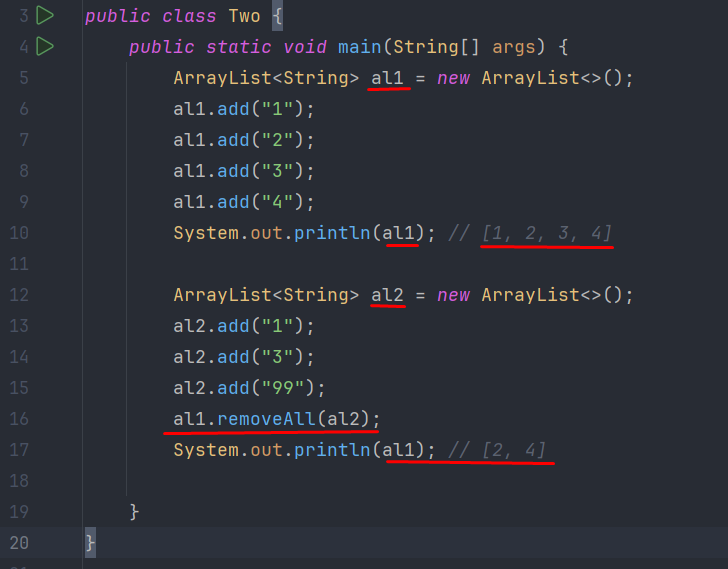 3 public class Two {
4 public static void main(String[] args) {
5 ArrayList<String> al1 = new ArrayList<>();
6 al1.add("1");
7 al1.add("2");
8 al1.add("3");
9 al1.add("4");
10 System.out.println(al1); // [1, 2, 3, 4]
11
12 ArrayList<String> al2 = new ArrayList<>();
13 al2.add("1");
14 al2.add("3");
15 al2.add("99");
16 al1.removeAll(al2);
17 System.out.println(al1); // [2, 4]
18
19 }
20 }